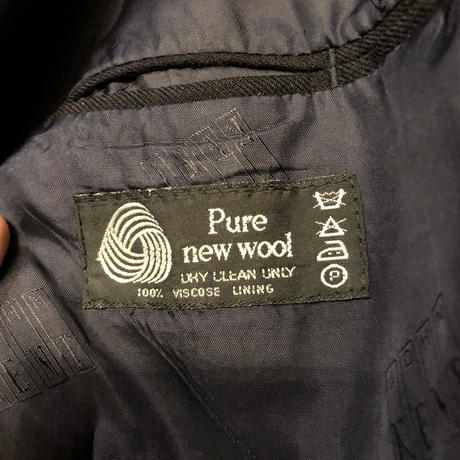 Pure
new wool
DRY CLEAN ONLY
100% VISCOSE LINING
P